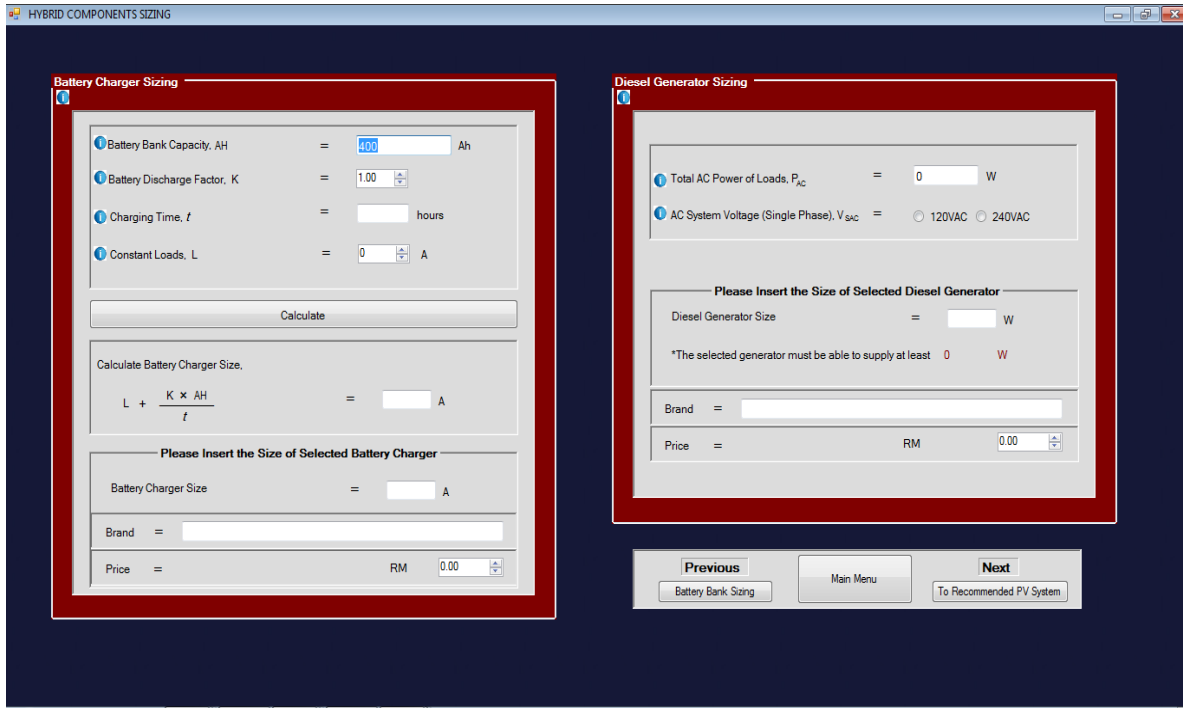 HYBRID COMPONENTS SIZING
Battery Charger Sizing
Battery Bank Capacity, AH = 400 Ah
Battery Discharge Factor, K = 1.00
Charging Time, t = hours
Constant Loads, L = 0 A
Calculate
Calculate Battery Charger Size,
L + K × AH / t = A
Please Insert the Size of Selected Battery Charger
Battery Charger Size = A
Brand =
Price = RM 0.00
Diesel Generator Sizing
Total AC Power of Loads, PAC = 0 W
AC System Voltage (Single Phase), VSAC = 120VAC 240VAC
Please Insert the Size of Selected Diesel Generator
Diesel Generator Size = W
*The selected generator must be able to supply at least 0 W
Brand =
Price = RM 0.00
Previous
Battery Bank Sizing
Main Menu
Next
To Recommended PV System